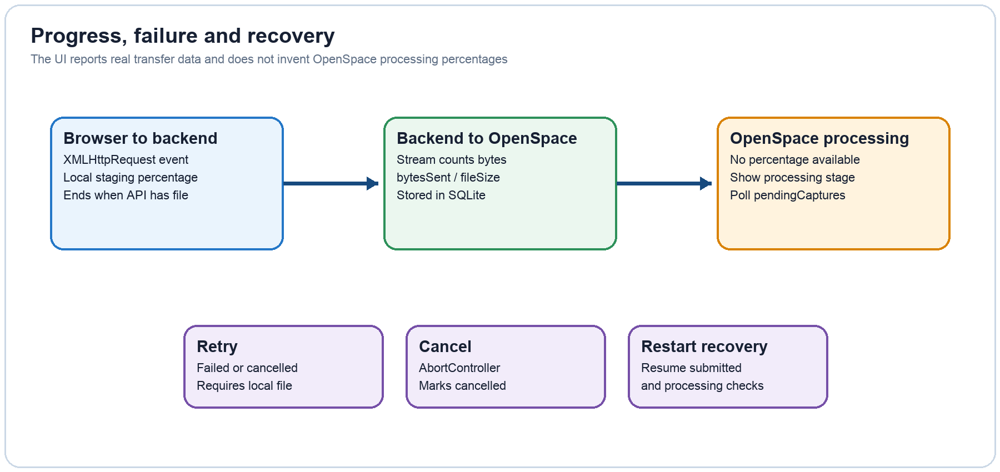 Progress, failure and recovery
The UI reports real transfer data and does not invent OpenSpace processing percentages
Browser to backend
XMLHttpRequest event
Local staging percentage
Ends when API has file
Backend to OpenSpace
Stream counts bytes
bytesSent / fileSize
Stored in SQLite
OpenSpace processing
No percentage available
Show processing stage
Poll pendingCaptures
Retry
Failed or cancelled
Requires local file
Cancel
AbortController
Marks cancelled
Restart recovery
Resume submitted
and processing checks